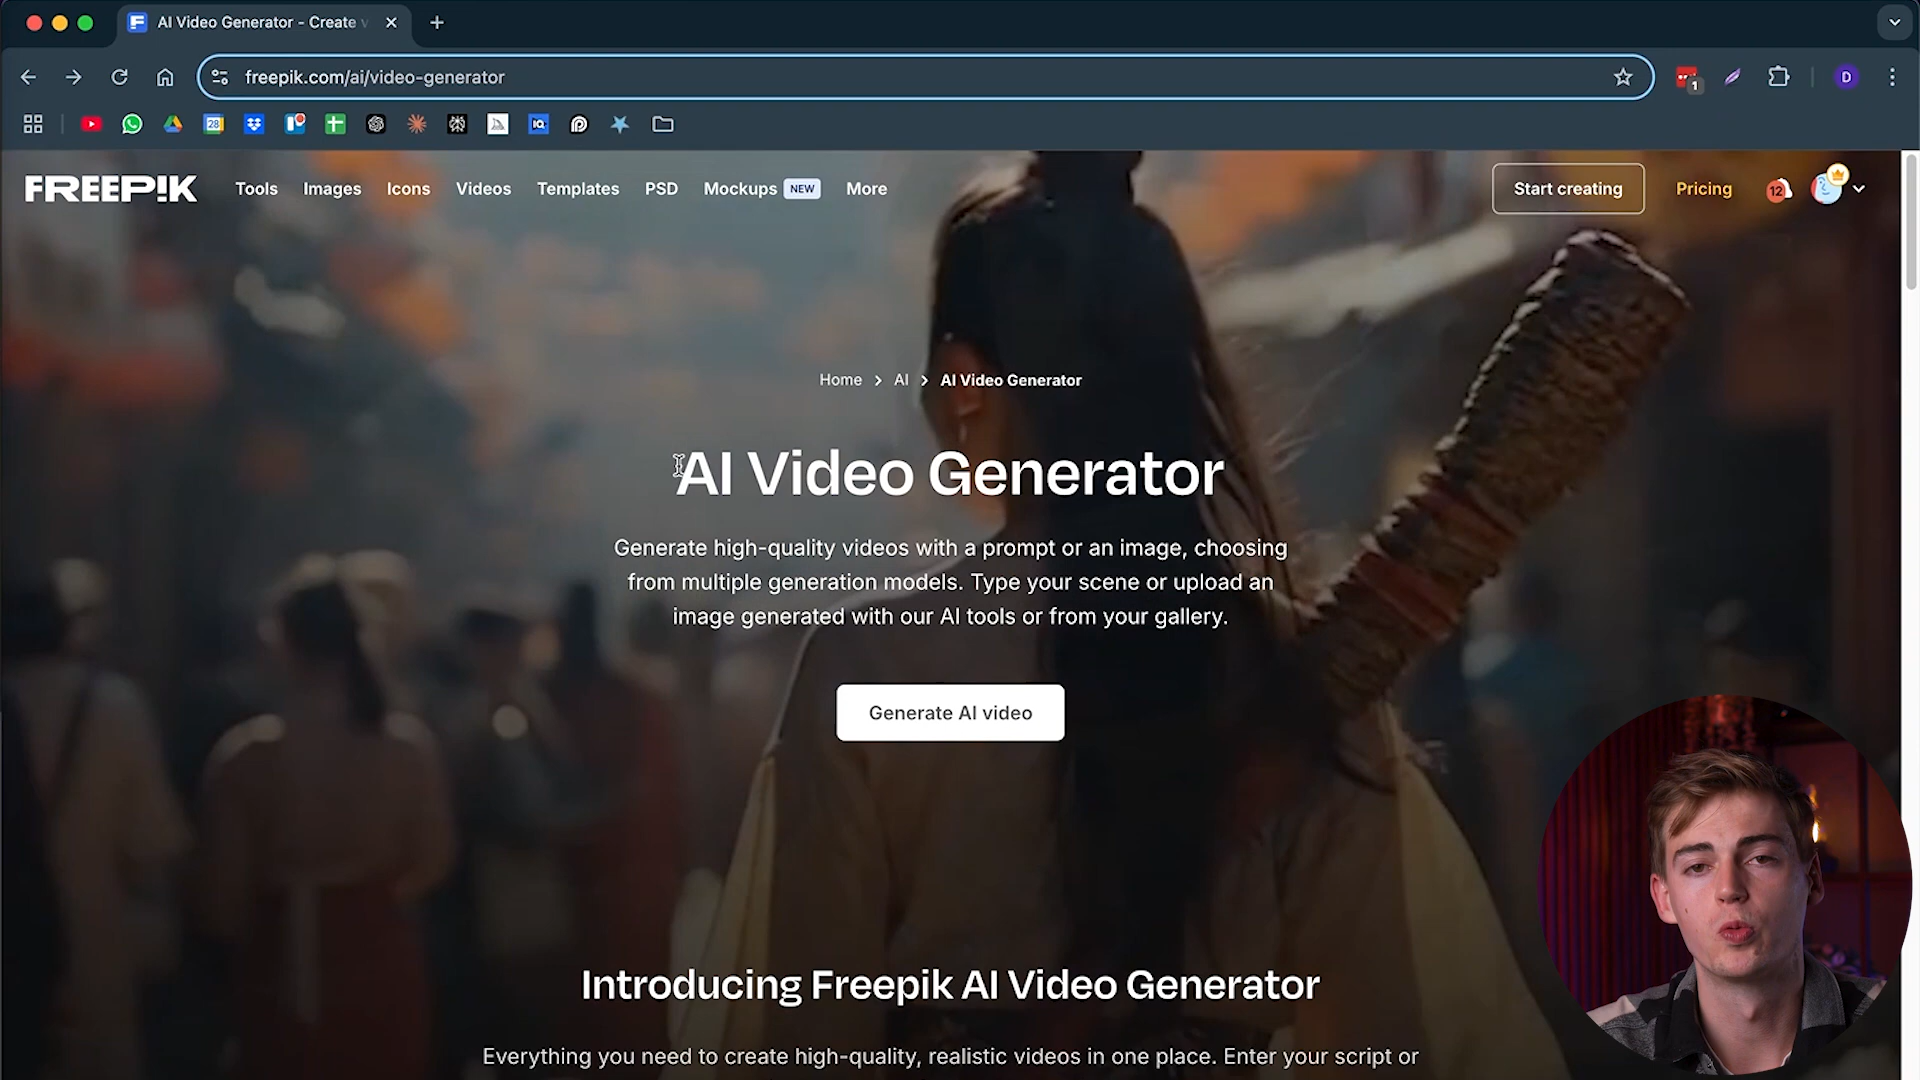 AI Video Generator - Create v
freepik.com/ai/video-generator
1
D
28
IQ
FREEPIK
Tools
Images
Icons
Videos
Templates
PSD
Mockups NEW
More
Start creating
Pricing
12
Home > AI > AI Video Generator
AI Video Generator
Generate high-quality videos with a prompt or an image, choosing
from multiple generation models. Type your scene or upload an
image generated with our AI tools or from your gallery.
Generate AI video
Introducing Freepik AI Video Generator
Everything you need to create high-quality, realistic videos in one place. Enter your script or